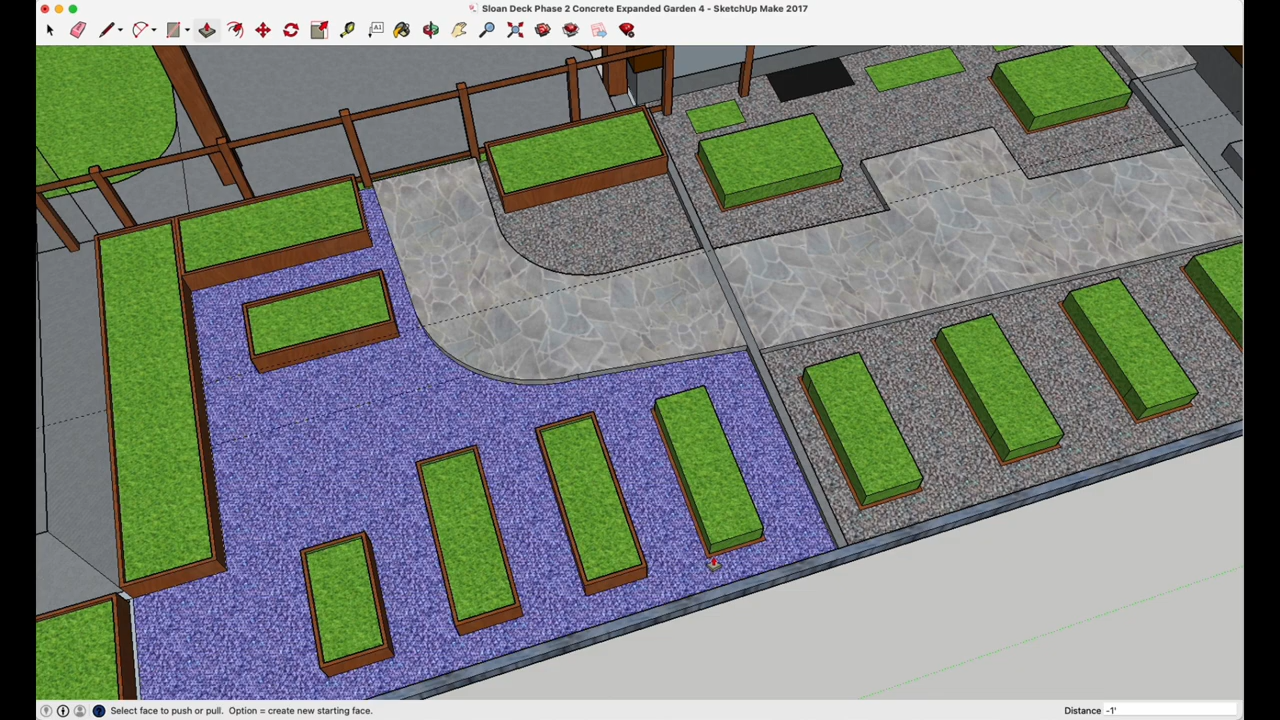 Sloan Deck Phase 2 Concrete Expanded Garden 4 - SketchUp Make 2017
A1
Select face to push or pull. Option = create new starting face.
Distance -1'